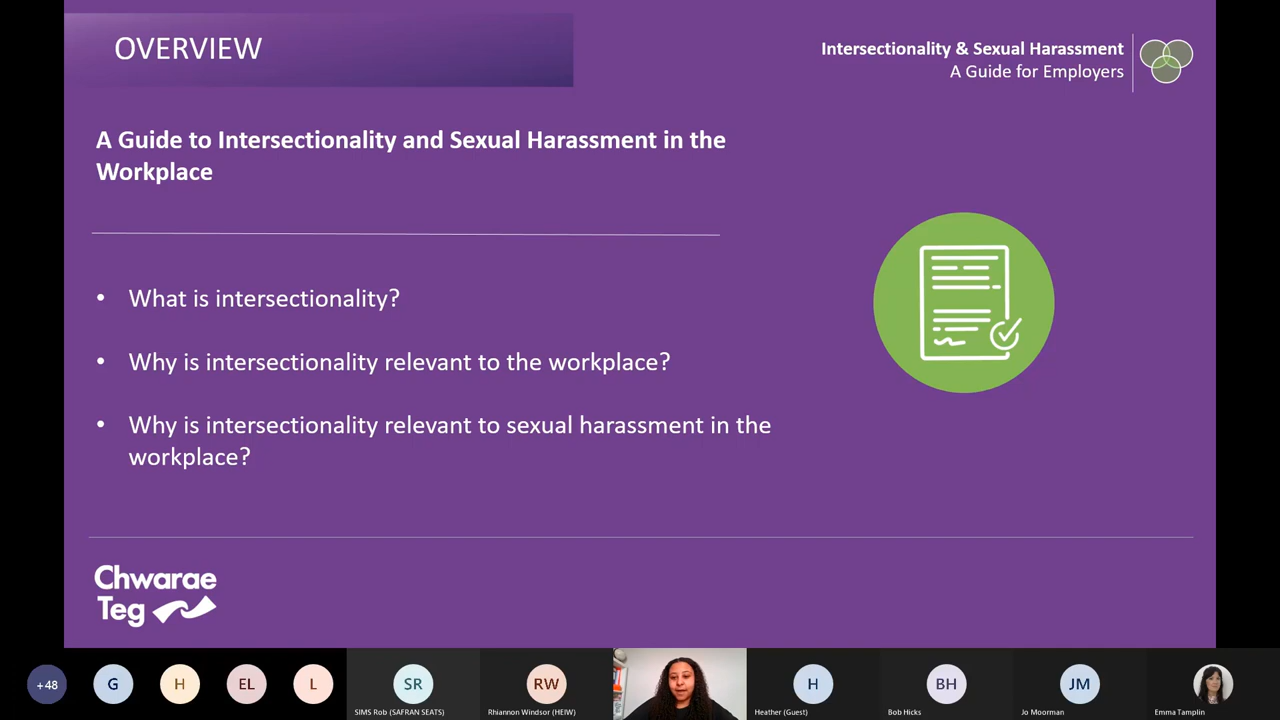 OVERVIEW
Intersectionality & Sexual Harassment
A Guide for Employers
A Guide to Intersectionality and Sexual Harassment in the
Workplace
• What is intersectionality?
• Why is intersectionality relevant to the workplace?
• Why is intersectionality relevant to sexual harassment in the
workplace?
Chwarae
Teg
+48
G
H
EL
L
SR
SIMS Rob (SAFRAN SEATS)
RW
Rhiannon Windsor (HEIW)
H
Heather (Guest)
BH
Bob Hicks
JM
Jo Moorman
Emma Tamplin